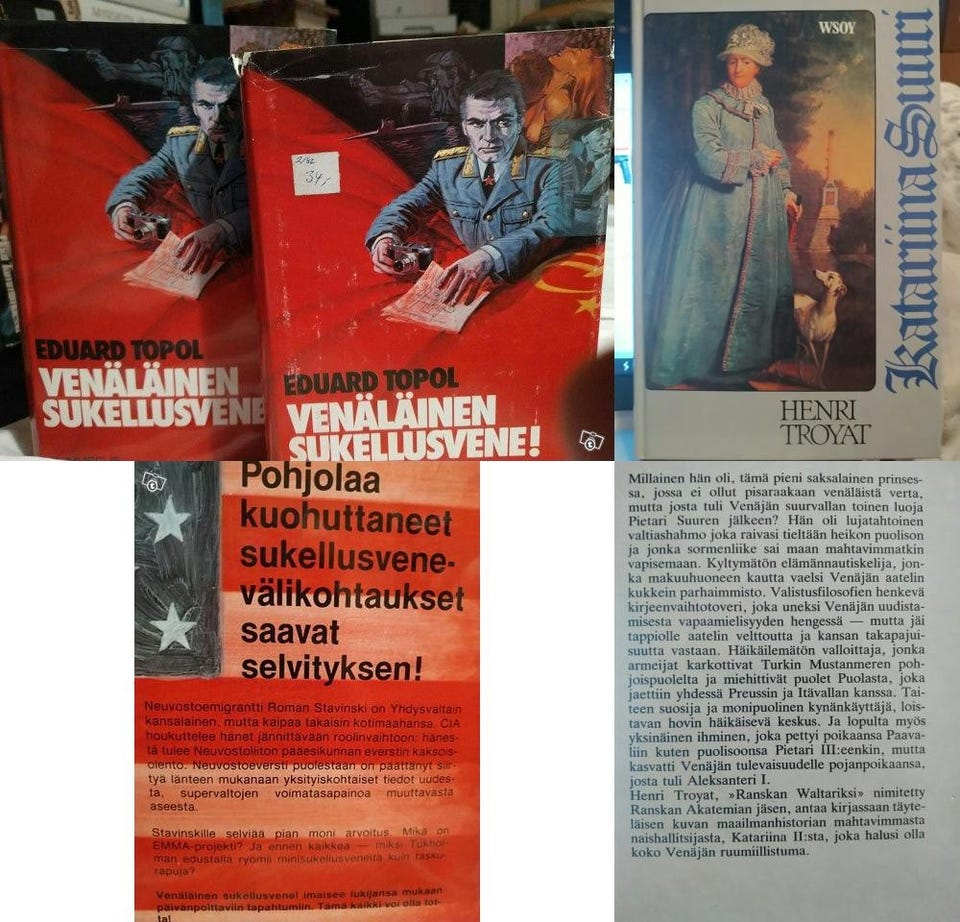 EDUARD TOPOL
VENÄLÄINEN
SUKELLUSVENE
2/82
34,-
EDUARD TOPOL
VENÄLÄINEN
SUKELLUSVENE!
WSOY
Katariina Suuri
HENRI
TROYAT
Pohjolaa
kuohuttaneet
sukellusvene-
välikohtaukset
saavat
selvityksen!
Neuvostoemigrantti Roman Stavinski on Yhdysvaltain
kansalainen, mutta kaipaa takaisin kotimaahansa. CIA
houkuttelee hänet jännittävään roolinvaihtoon: hänes-
tä tulee Neuvostoliiton pääesikunnan everstin kaksois-
olento. Neuvostoeversti puolestaan on päättänyt siir-
tyä länteen mukanaan yksityiskohtaiset tiedot uudes-
ta, supervaltojen voimatasapainoa muuttavasta
aseesta.
Stavinskille selviää pian moni arvoitus. Mikä on
EMMA-projekti? Ja ennen kaikkea — miksi Tukhol-
man edustalla ryömii minisukellusveneitä kuin tasku-
rapuja?
Venäläinen sukellusvene! imaisee lukijansa mukaan
päivänpolttaviin tapahtumiin. Tämä kaikki voi olla tot-
ta!
Millainen hän oli, tämä pieni saksalainen prinses-
sa, jossa ei ollut pisaraakaan venäläistä verta,
mutta josta tuli Venäjän suurvallan toinen luoja
Pietari Suuren jälkeen? Hän oli lujatahtoinen
valtiashahmo joka raivasi tieltään heikon puolison
ja jonka sormenliike sai maan mahtavimmatkin
vapisemaan. Kyltymätön elämännautiskelija, jon-
ka makuuhuoneen kautta vaelsi Venäjän aatelin
kukkein parhaimmisto. Valistusfilosofien henkevä
kirjeenvaihtotoveri, joka uneksi Venäjän uudista-
misesta vapaamielisyyden hengessä — mutta jäi
tappiolle aatelin velttoutta ja kansan takapajui-
suutta vastaan. Häikäilemätön valloittaja, jonka
armeijat karkottivat Turkin Mustanmeren poh-
joispuolelta ja miehittivät puolet Puolasta, joka
jaettiin yhdessä Preussin ja Itävallan kanssa. Tai-
teen suosija ja monipuolinen kynänkäyttäjä, lois-
tavan hovin häikäisevä keskus. Ja lopulta myös
yksinäinen ihminen, joka pettyi poikaansa Paava-
liin kuten puolisoonsa Pietari III:eenkin, mutta
kasvatti Venäjän tulevaisuudelle pojanpoikaansa,
josta tuli Aleksanteri I.
Henri Troyat, »Ranskan Waltariksi» nimitetty
Ranskan Akatemian jäsen, antaa kirjassaan täyte-
läisen kuvan maailmanhistorian mahtavimmasta
naishallitsijasta, Katariina II:sta, joka halusi olla
koko Venäjän ruumiillistuma.